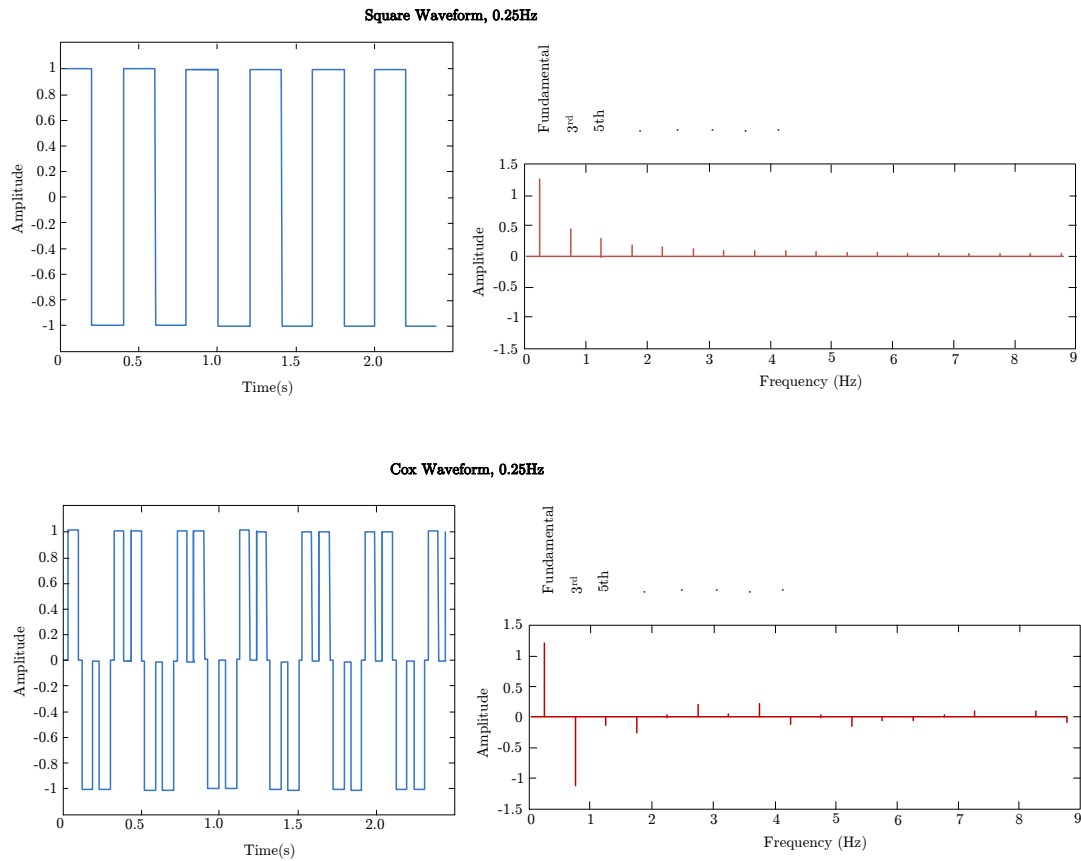 Square Waveform, 0.25Hz
Amplitude
1
0.8
0.6
0.4
0.2
0
-0.2
-0.4
-0.6
-0.8
-1
0 0.5 1.0 1.5 2.0
Time(s)
Fundamental
3rd
5th
. . . . .
Amplitude
1.5
1
0.5
0
-0.5
-1
-1.5
0 1 2 3 4 5 6 7 8 9
Frequency (Hz)
Cox Waveform, 0.25Hz
Amplitude
1
0.8
0.6
0.4
0.2
0
-0.2
-0.4
-0.6
-0.8
-1
0 0.5 1.0 1.5 2.0
Time(s)
Fundamental
3rd
5th
. . . . .
Amplitude
1.5
1
0.5
0
-0.5
-1
-1.5
0 1 2 3 4 5 6 7 8 9
Frequency (Hz)